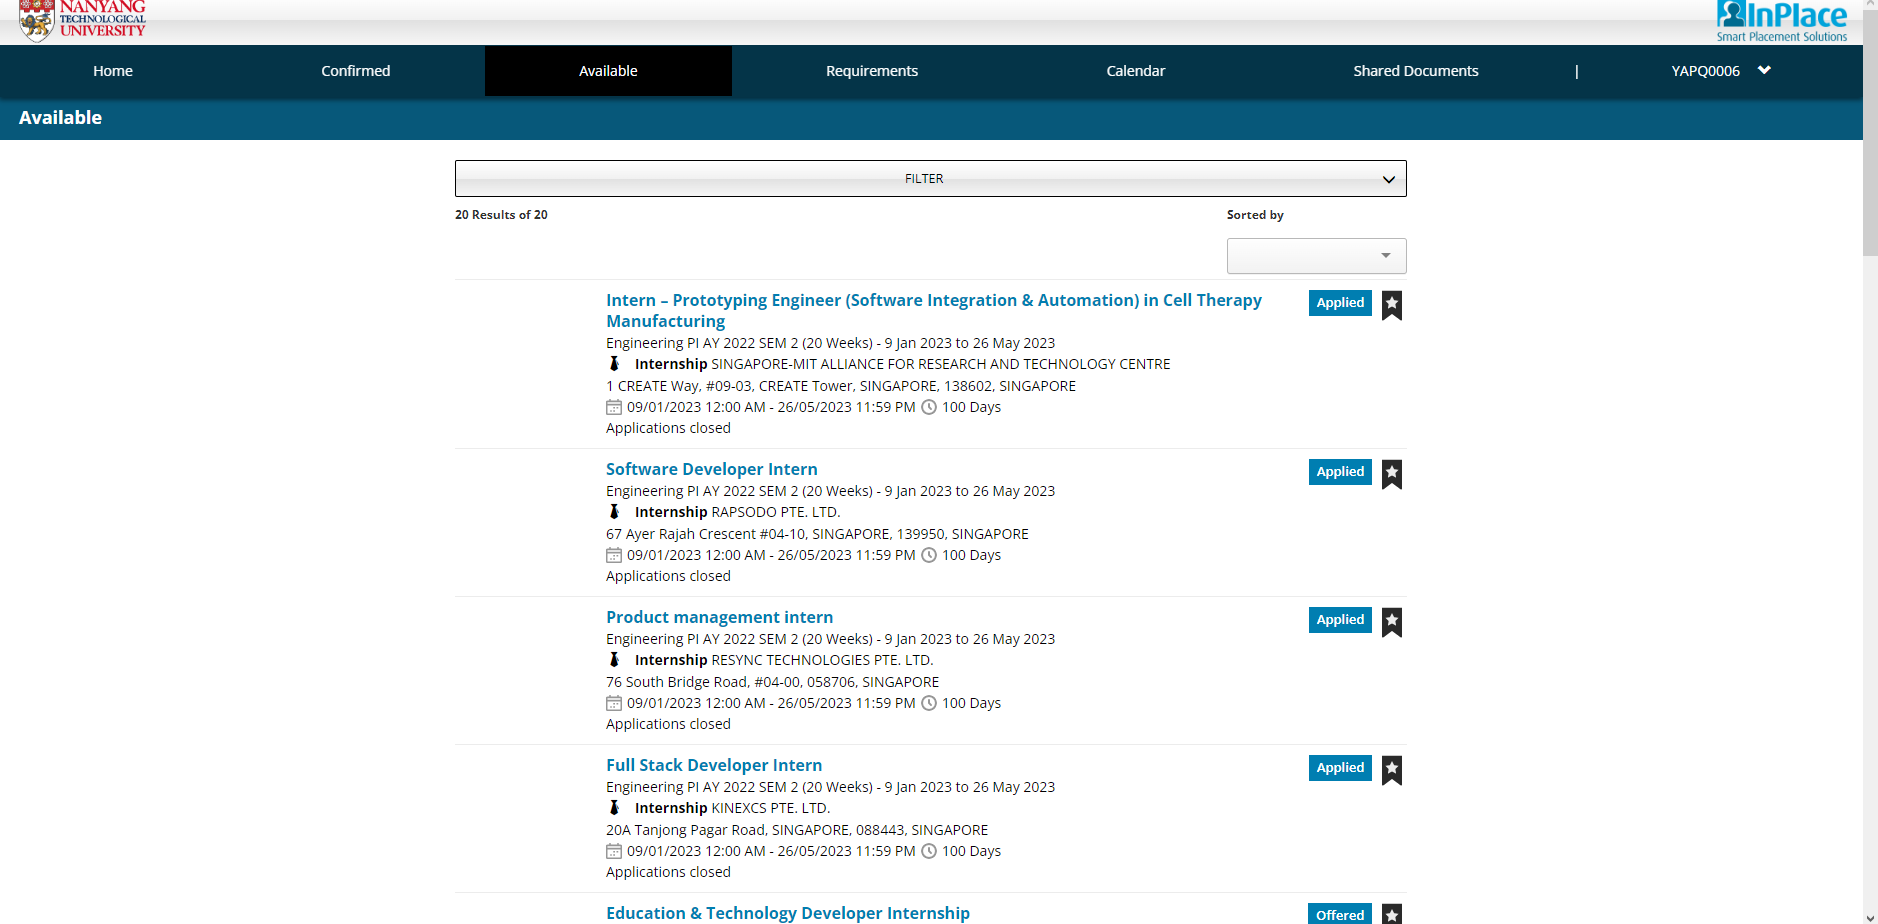 NANYANG
TECHNOLOGICAL
UNIVERSITY
InPlace
Smart Placement Solutions
Home Confirmed Available Requirements Calendar Shared Documents | YAPQ0006
Available
FILTER
20 Results of 20 Sorted by
Intern – Prototyping Engineer (Software Integration & Automation) in Cell Therapy Applied
Manufacturing
Engineering PI AY 2022 SEM 2 (20 Weeks) - 9 Jan 2023 to 26 May 2023
Internship SINGAPORE-MIT ALLIANCE FOR RESEARCH AND TECHNOLOGY CENTRE
1 CREATE Way, #09-03, CREATE Tower, SINGAPORE, 138602, SINGAPORE
09/01/2023 12:00 AM - 26/05/2023 11:59 PM 100 Days
Applications closed
Software Developer Intern Applied
Engineering PI AY 2022 SEM 2 (20 Weeks) - 9 Jan 2023 to 26 May 2023
Internship RAPSODO PTE. LTD.
67 Ayer Rajah Crescent #04-10, SINGAPORE, 139950, SINGAPORE
09/01/2023 12:00 AM - 26/05/2023 11:59 PM 100 Days
Applications closed
Product management intern Applied
Engineering PI AY 2022 SEM 2 (20 Weeks) - 9 Jan 2023 to 26 May 2023
Internship RESYNC TECHNOLOGIES PTE. LTD.
76 South Bridge Road, #04-00, 058706, SINGAPORE
09/01/2023 12:00 AM - 26/05/2023 11:59 PM 100 Days
Applications closed
Full Stack Developer Intern Applied
Engineering PI AY 2022 SEM 2 (20 Weeks) - 9 Jan 2023 to 26 May 2023
Internship KINEXCS PTE. LTD.
20A Tanjong Pagar Road, SINGAPORE, 088443, SINGAPORE
09/01/2023 12:00 AM - 26/05/2023 11:59 PM 100 Days
Applications closed
Education & Technology Developer Internship Offered